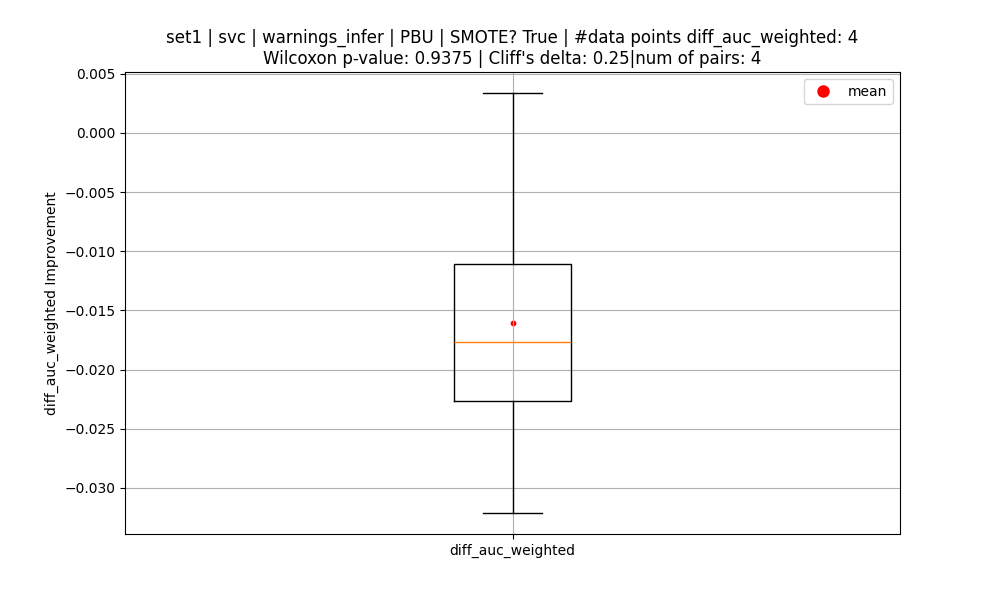 set1 | svc | warnings_infer | PBU | SMOTE? True | #data points diff_auc_weighted: 4
Wilcoxon p-value: 0.9375 | Cliff's delta: 0.25|num of pairs: 4
mean
0.005
0.000
−0.005
−0.010
−0.015
−0.020
−0.025
−0.030
diff_auc_weighted Improvement
diff_auc_weighted